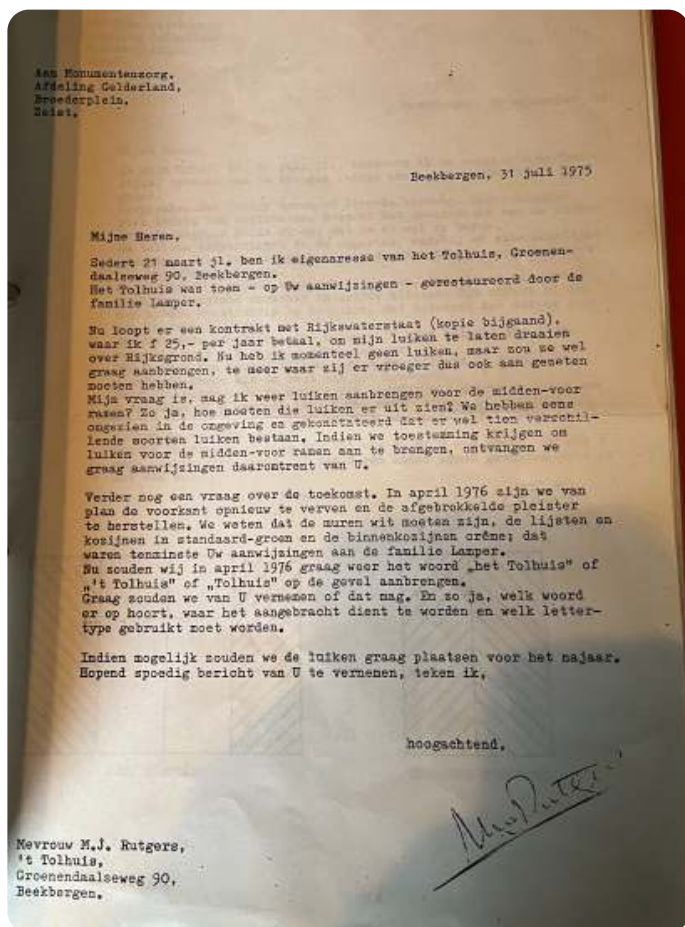 Aan Monumentenzorg,
Afdeling Gelderland,
Broederplein,
Zeist.
Beekbergen, 31 juli 1975
Mijne Heren,
Sedert 21 maart jl. ben ik eigenaresse van het Tolhuis, Groenen-
daalseweg 90, Beekbergen.
Het Tolhuis was toen - op Uw aanwijzingen - gerestaureerd door de
familie Lamper.
Nu loopt er een kontrakt met Rijkswaterstaat (kopie bijgaand),
waar ik f 25,- per jaar betaal, om mijn luiken te laten draaien
over Rijksgrond. Nu heb ik momenteel geen luiken, maar zou ze wel
graag aanbrengen, te meer waar zij er vroeger dus ook aan gezeten
moeten hebben.
Mijn vraag is, mag ik weer luiken aanbrengen voor de midden-voor
ramen? Zo ja, hoe moeten die luiken er uit zien? We hebben eens
omgezien in de omgeving en gekonstateerd dat er wel tien verschil-
lende soorten luiken bestaan. Indien we toestemming krijgen om
luiken voor de midden-voor ramen aan te brengen, ontvangen we
graag aanwijzingen daaromtrent van U.
Verder nog een vraag over de toekomst. In april 1976 zijn we van
plan de voorkant opnieuw te verven en de afgebrokkelde pleister
te herstellen. We weten dat de muren wit moeten zijn, de lijsten en
kozijnen in standaard-groen en de binnenkozijnen crême; dat
waren tenminste Uw aanwijzingen aan de familie Lamper.
Nu zouden wij in april 1976 graag weer het woord „het Tolhuis" of
„'t Tolhuis" of „Tolhuis" op de gevel aanbrengen.
Graag zouden we van U vernemen of dat mag. En zo ja, welk woord
er op hoort, waar het aangebracht dient te worden en welk letter-
type gebruikt moet worden.
Indien mogelijk zouden we de luiken graag plaatsen voor het najaar.
Hopend spoedig bericht van U te vernemen, teken ik,
hoogachtend,
Mevrouw M.J. Rutgers,
't Tolhuis,
Groenendaalseweg 90,
Beekbergen.